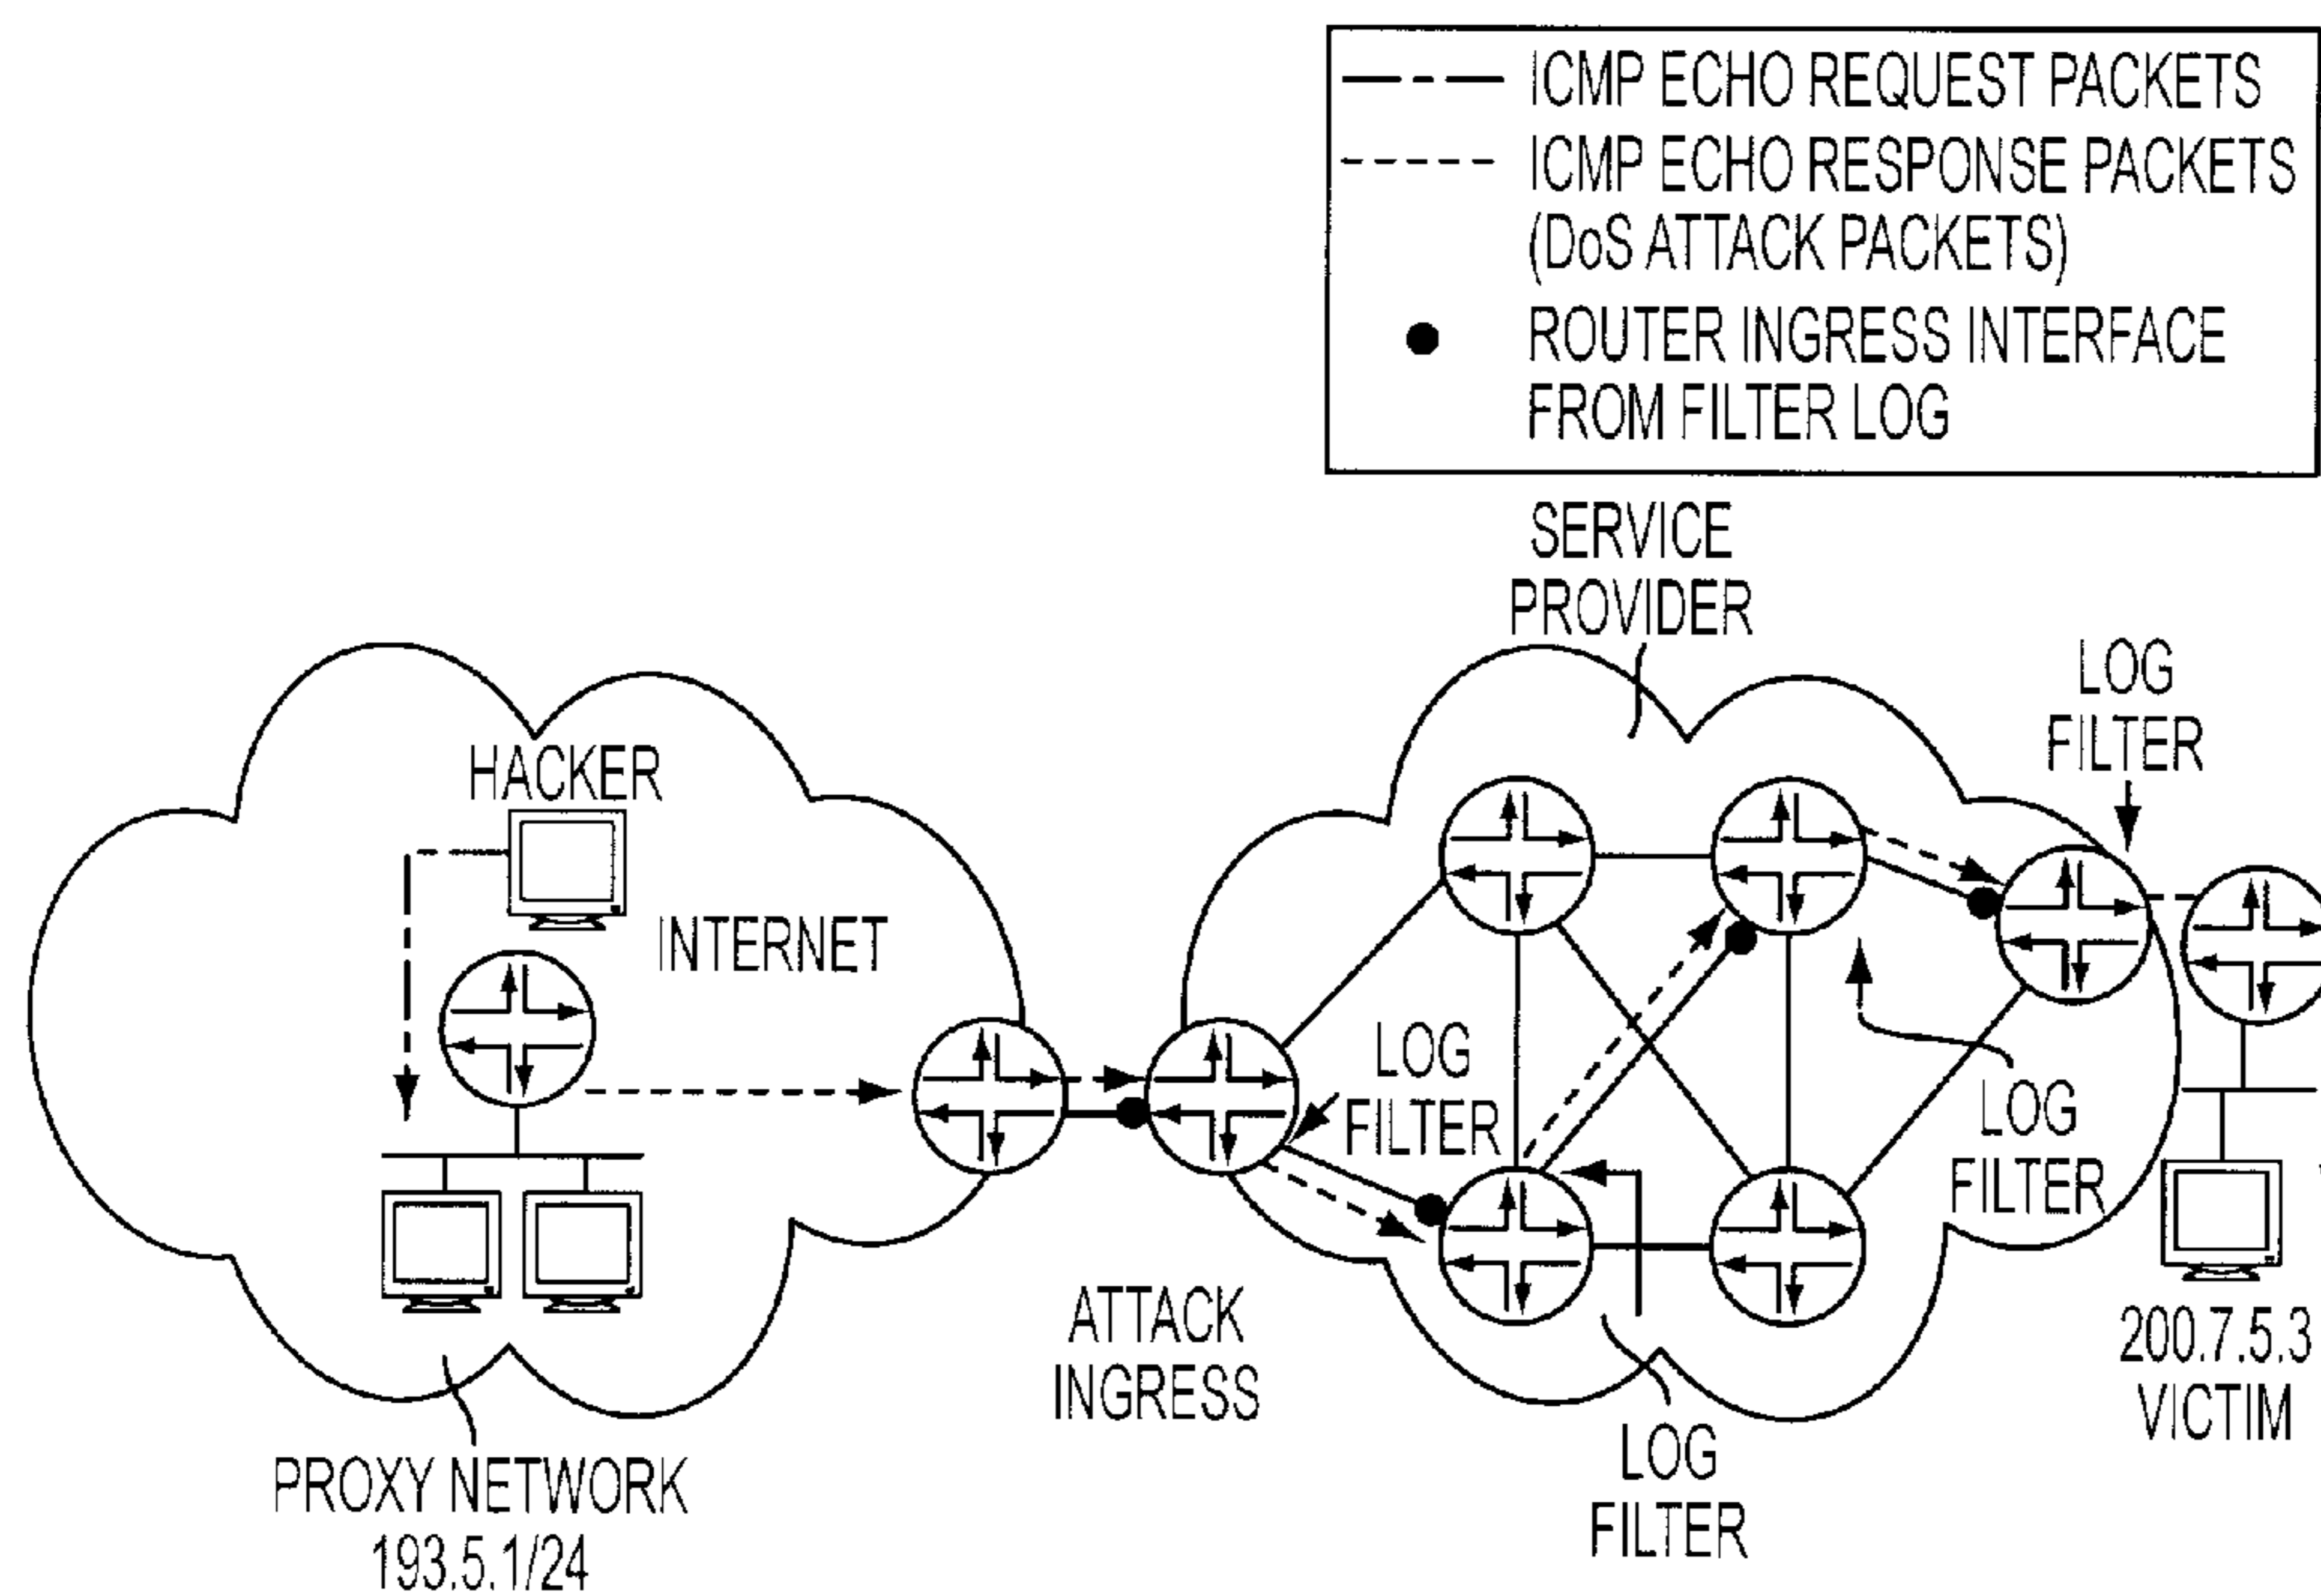 ICMP ECHO REQUEST PACKETS
ICMP ECHO RESPONSE PACKETS
(DoS ATTACK PACKETS)
ROUTER INGRESS INTERFACE
FROM FILTER LOG
SERVICE
PROVIDER
LOG
FILTER
HACKER
INTERNET
LOG
FILTER
LOG
FILTER
ATTACK
INGRESS
200.7.5.3
VICTIM
LOG
FILTER
PROXY NETWORK
193.5.1/24